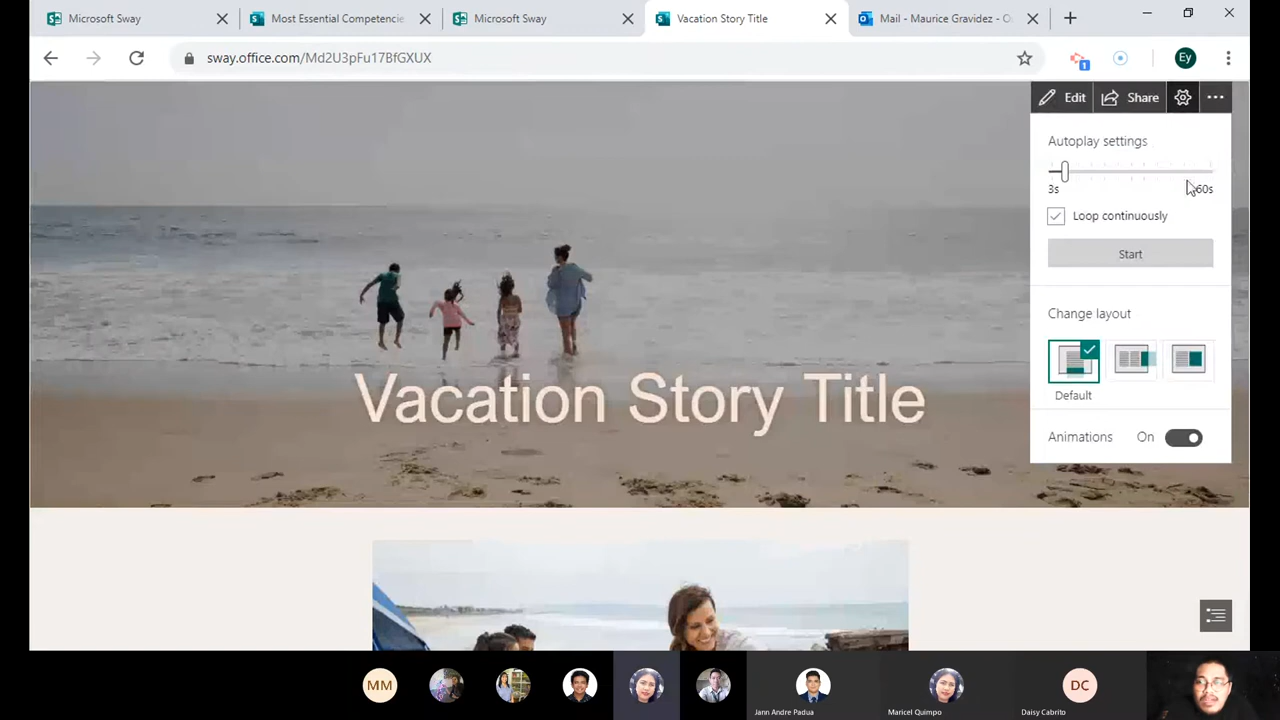 Microsoft Sway
Most Essential Competencie
Microsoft Sway
Vacation Story Title
Mail - Maurice Gravidez - O
sway.office.com/Md2U3pFu17BfGXUX
1
Ey
Edit
Share
Autoplay settings
3s
60s
Loop continuously
Start
Vacation Story Title
Change layout
Default
Animations
On
MM
DC
Jann Andre Padua
Maricel Quimpo
Daisy Cabrito